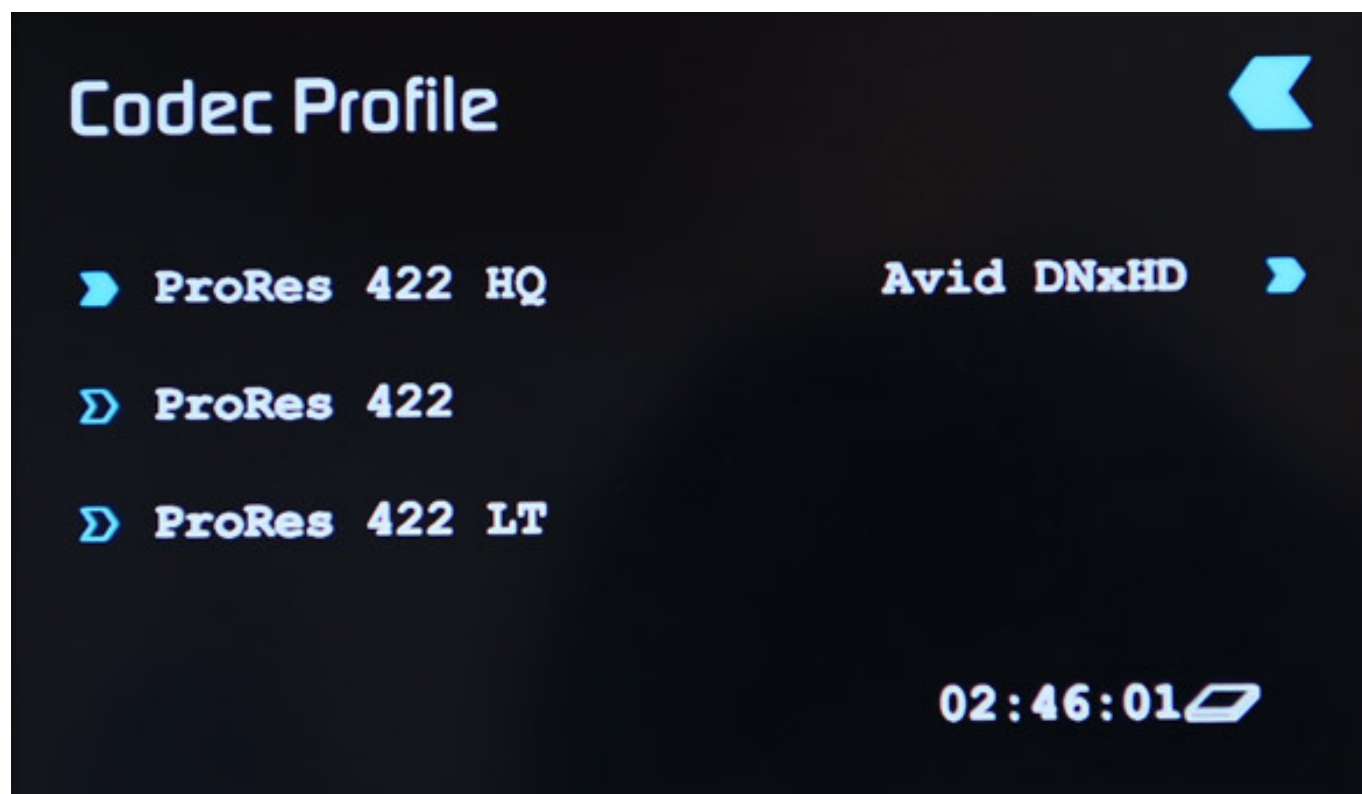 Codec Profile
ProRes 422 HQ
Avid DNxHD
ProRes 422
ProRes 422 LT
02:46:01